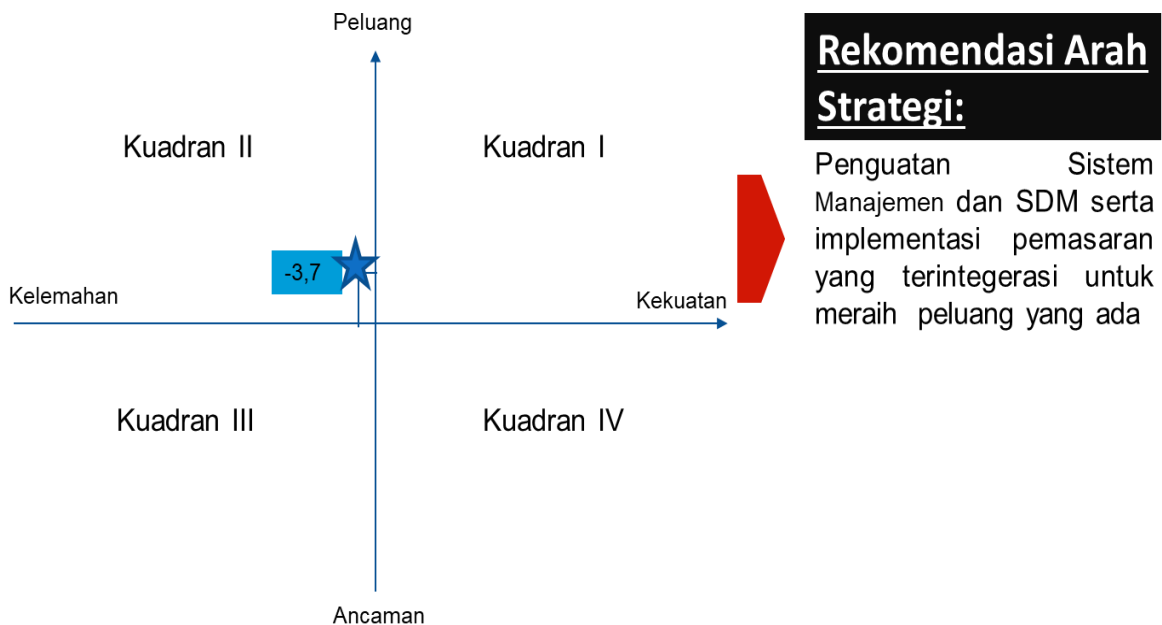 Peluang
Rekomendasi Arah
Strategi:
Kuadran II
Kuadran I
Penguatan Sistem
Manajemen dan SDM serta
implementasi pemasaran
yang terintegerasi untuk
meraih peluang yang ada
-3,7
Kelemahan
Kekuatan
Kuadran III
Kuadran IV
Ancaman